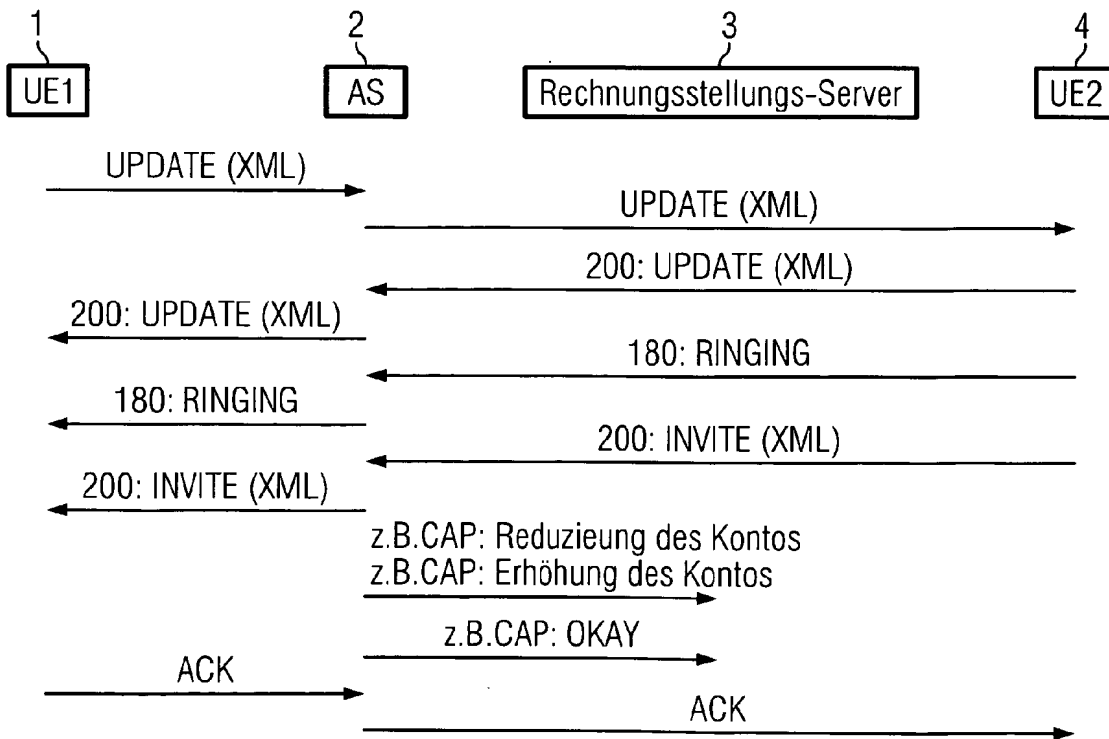 1 2 3 4
UE1 AS Rechnungsstellungs-Server UE2
UPDATE (XML)
UPDATE (XML)
200: UPDATE (XML)
200: UPDATE (XML)
180: RINGING
180: RINGING
200: INVITE (XML)
200: INVITE (XML)
z.B.CAP: Reduzieung des Kontos
z.B.CAP: Erhöhung des Kontos
z.B.CAP: OKAY
ACK
ACK